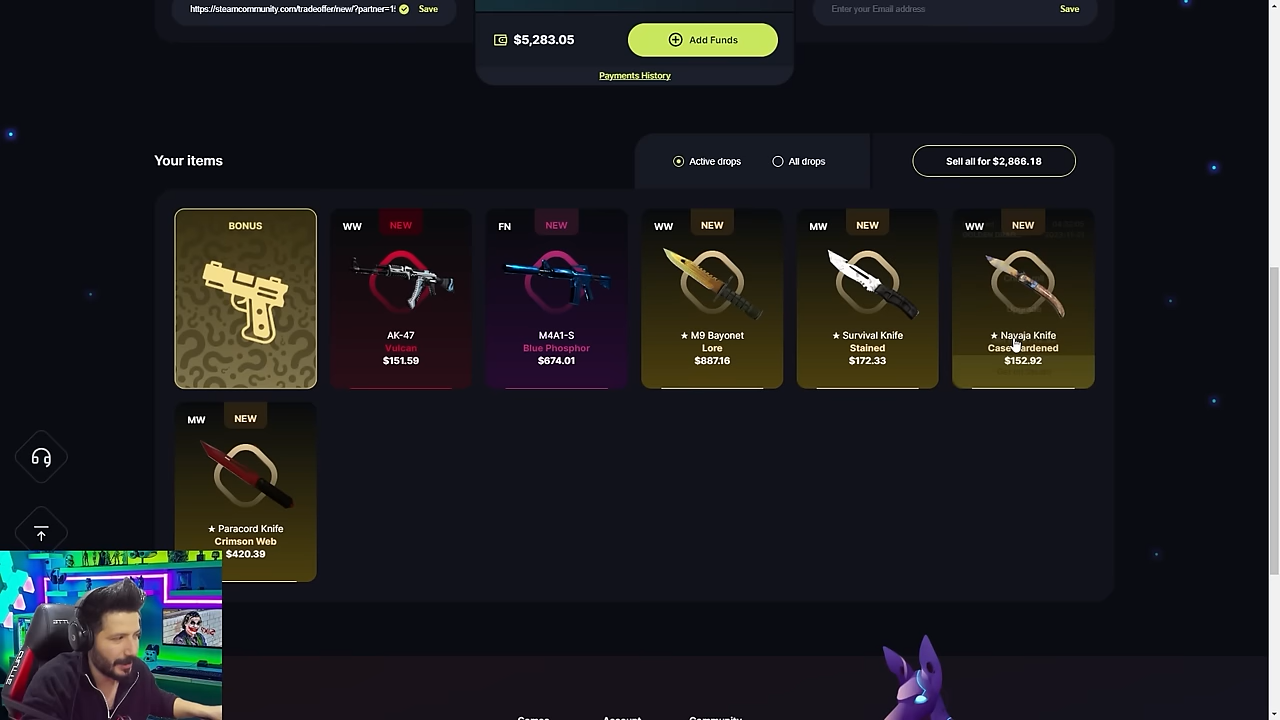 https://steamcommunity.com/tradeoffer/new/?partner=1
Save
Enter your Email address
Save
$5,283.05
Add Funds
Payments History
Your items
Active drops
All drops
Sell all for $2,866.18
BONUS
WW
NEW
AK-47
Vulcan
$151.59
FN
NEW
M4A1-S
Blue Phosphor
$674.01
WW
NEW
★ M9 Bayonet
Lore
$887.16
MW
NEW
★ Survival Knife
Stained
$172.33
WW
NEW
★ Navaja Knife
Case Hardened
$152.92
MW
NEW
★ Paracord Knife
Crimson Web
$420.39
Games
Account
Community